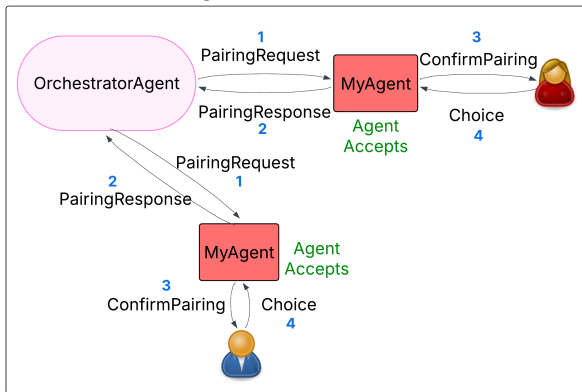 1
PairingRequest
3
ConfirmPairing
OrchestratorAgent
MyAgent
PairingResponse
2
Choice
4
Agent
Accepts
PairingRequest
1
2
PairingResponse
MyAgent
Agent
Accepts
3
ConfirmPairing
Choice
4